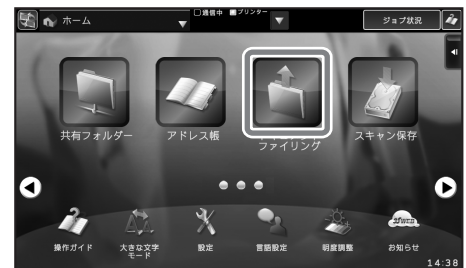 ホーム
□通信中 ■プリンター
ジョブ状況
共有フォルダー
アドレス帳
ファイリング
スキャン保存
操作ガイド
大きな文字
モード
設定
言語設定
明度調整
お知らせ
14:38